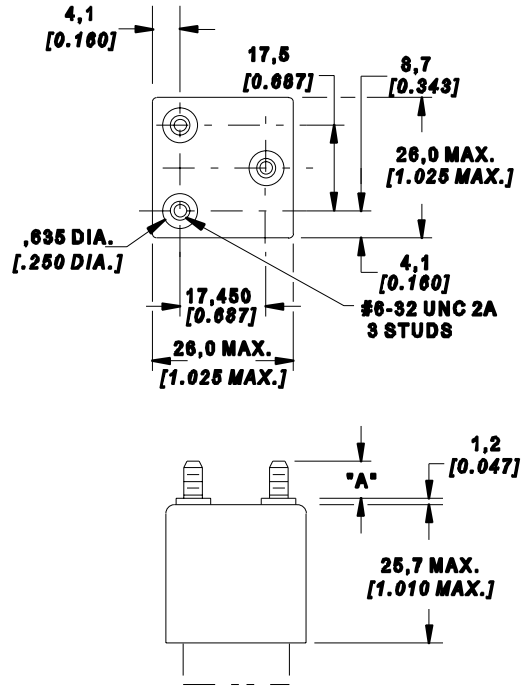 4,1
[0.160]
17,5
[0.687]
8,7
[0.343]
26,0 MAX.
[1.025 MAX.]
,635 DIA.
[.250 DIA.]
4,1
[0.160]
17,450
[0.687]
#6-32 UNC 2A
3 STUDS
26,0 MAX.
[1.025 MAX.]
1,2
[0.047]
"A"
25,7 MAX.
[1.010 MAX.]